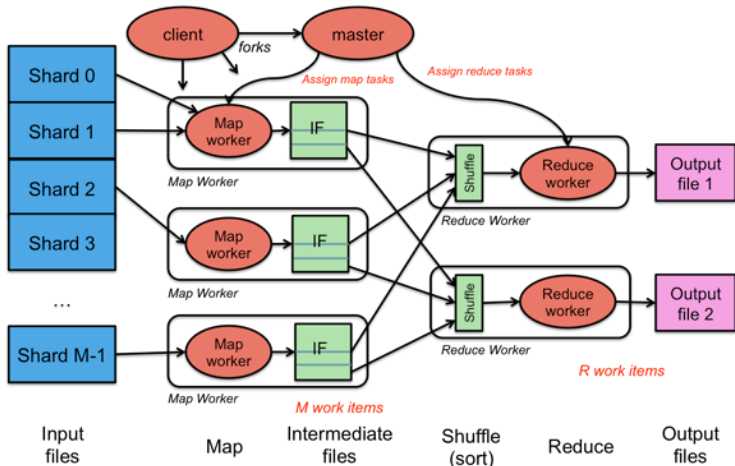 client
forks
master
Assign map tasks
Assign reduce tasks
Shard 0
Shard 1
Shard 2
Shard 3
...
Shard M-1
Map
worker
IF
Map Worker
Map
worker
IF
Map Worker
Map
worker
IF
Map Worker
M work items
Shuffle
Reduce
worker
Reduce Worker
Shuffle
Reduce
worker
Reduce Worker
R work items
Output
file 1
Output
file 2
Input
files
Map
Intermediate
files
Shuffle
(sort)
Reduce
Output
files